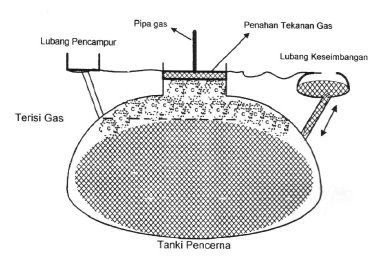 Pipa gas
Penahan Tekanan Gas
Lubang Pencampur
Lubang Keseimbangan
Terisi Gas
Tanki Pencerna